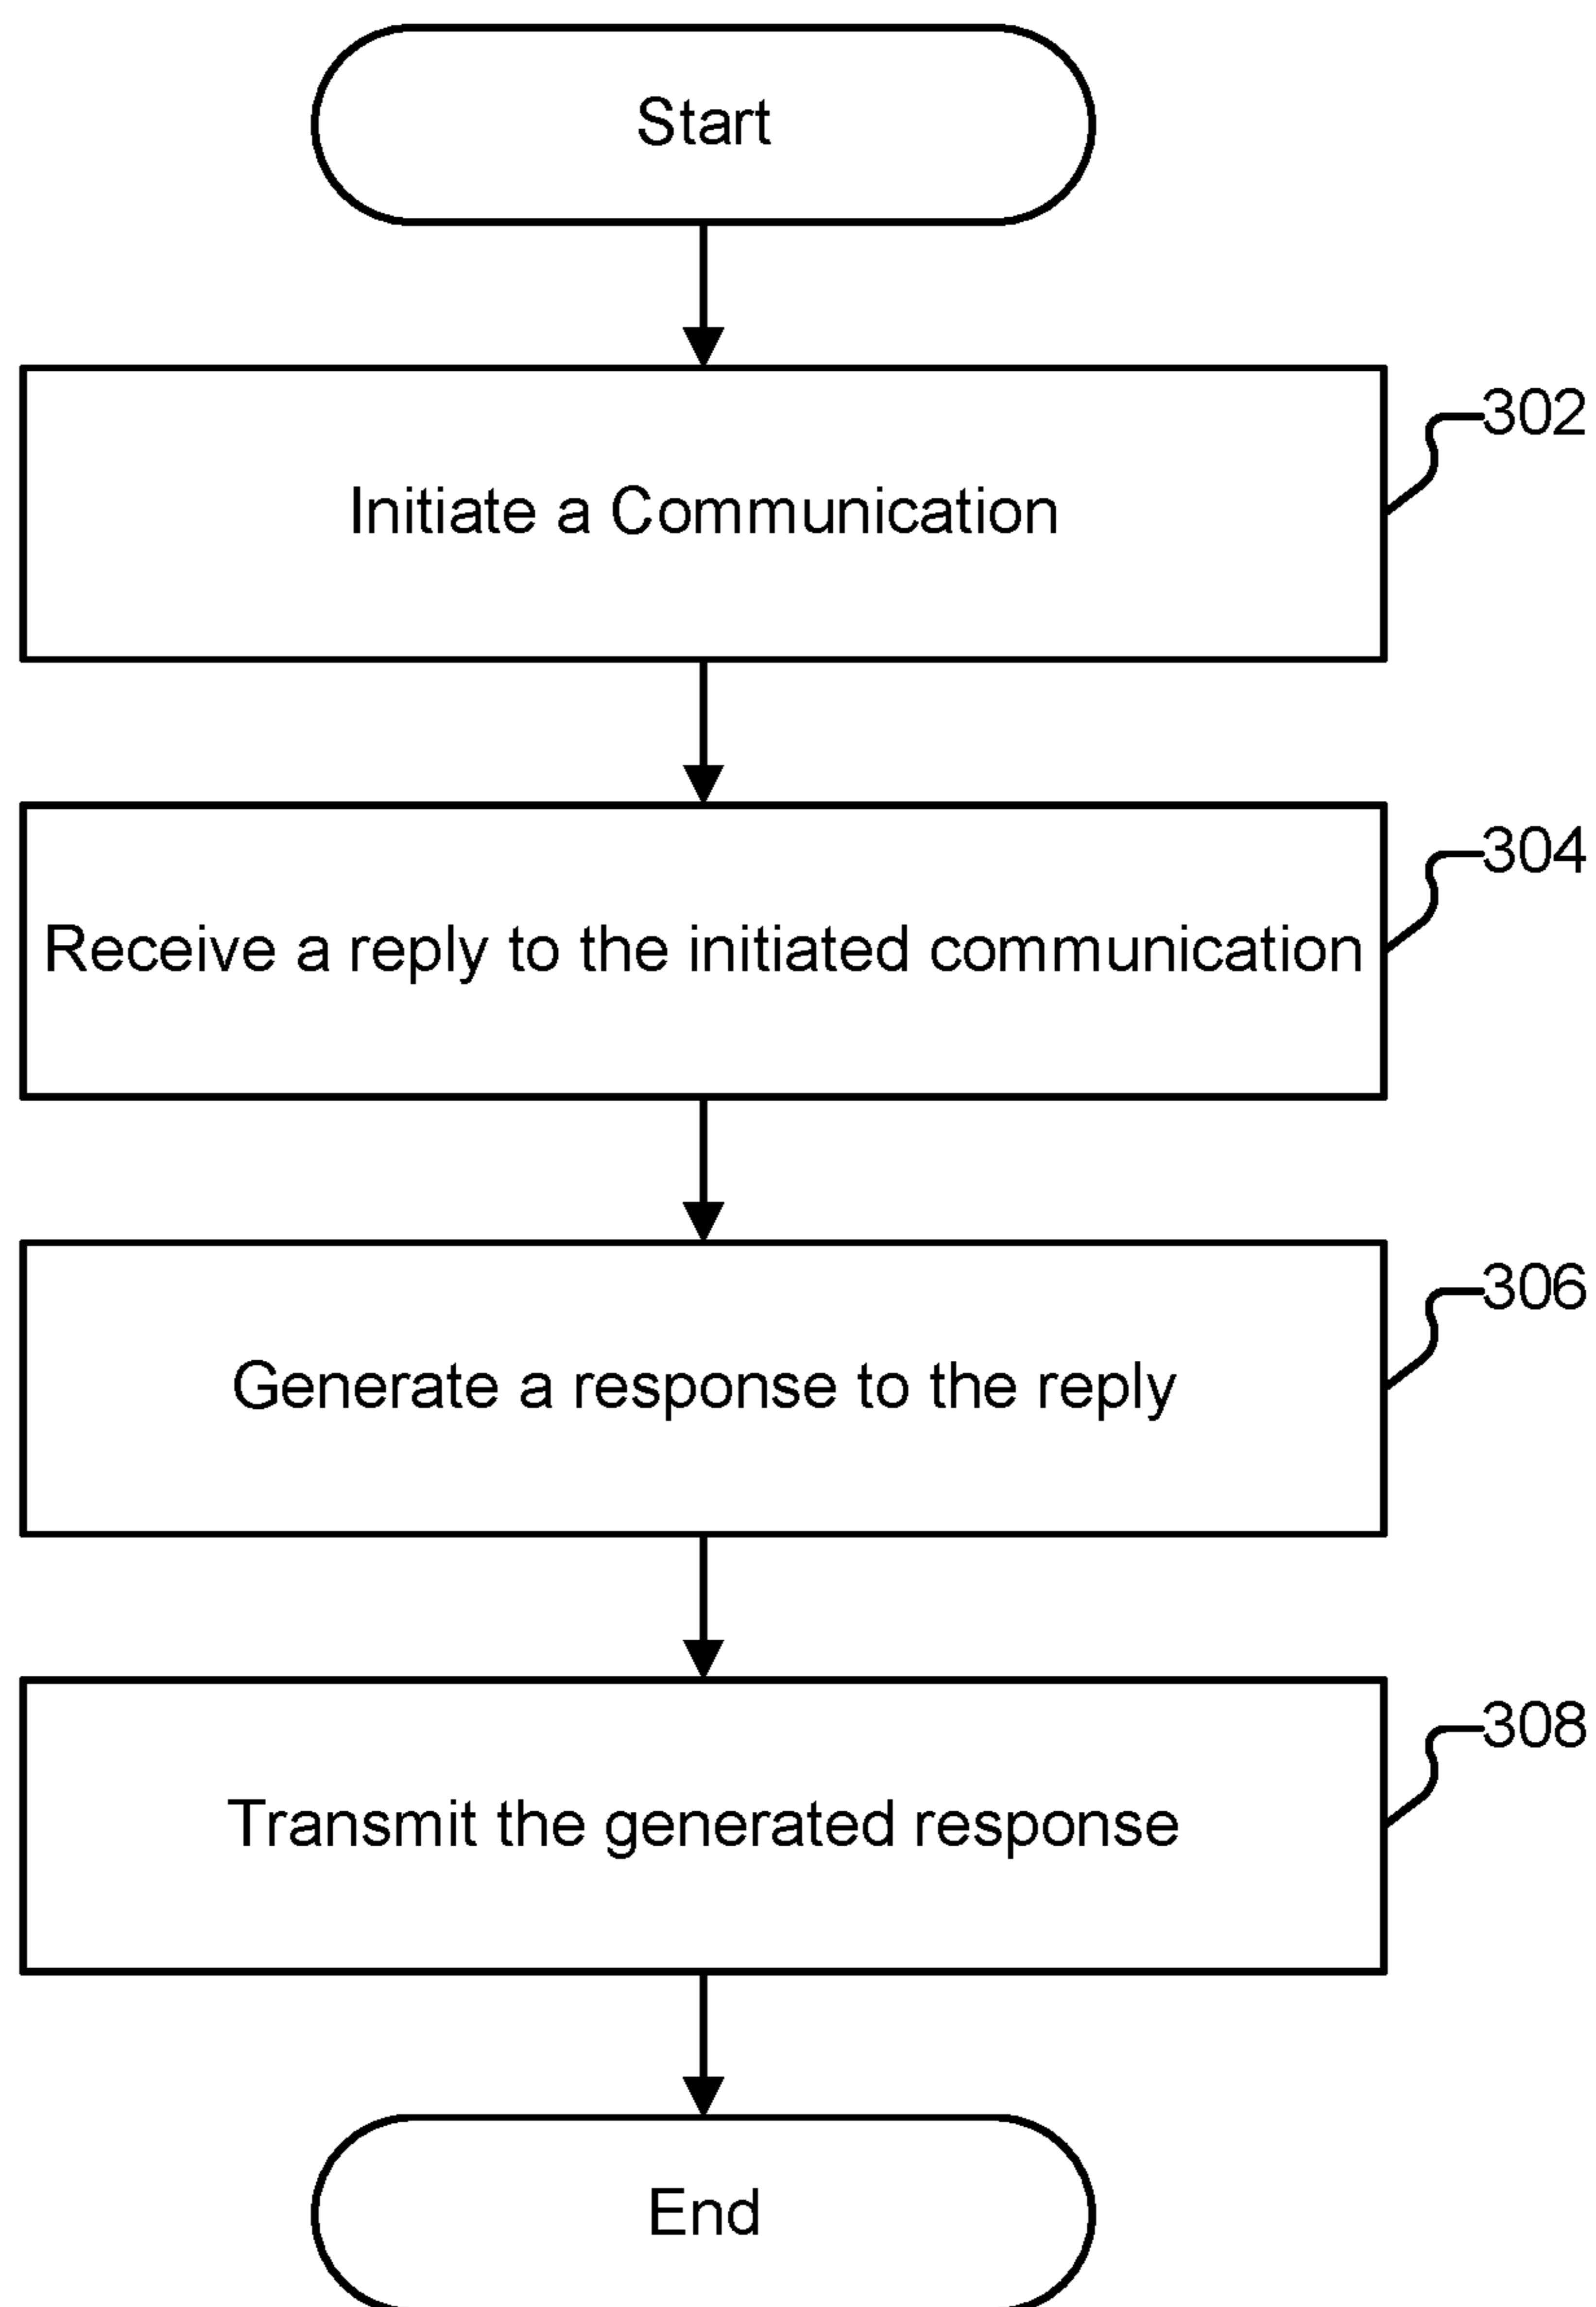 Start
302
Initiate a Communication
304
Receive a reply to the initiated communication
306
Generate a response to the reply
308
Transmit the generated response
End